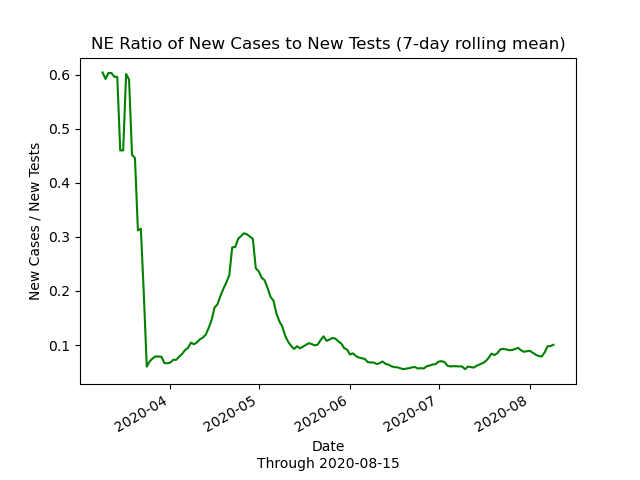 NE Ratio of New Cases to New Tests (7-day rolling mean)
0.6
0.5
0.4
0.3
0.2
0.1
New Cases / New Tests
2020-04
2020-05
2020-06
2020-07
2020-08
Date
Through 2020-08-15